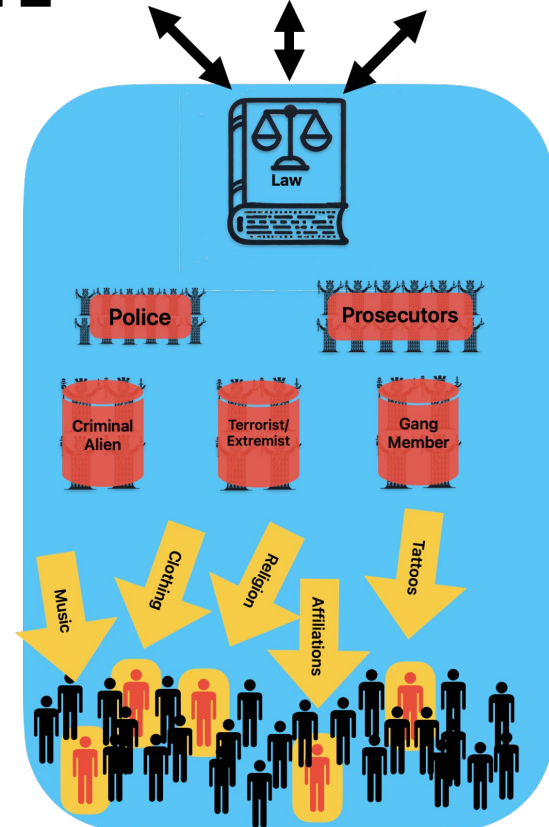 Law
Police
Prosecutors
Criminal
Alien
Terrorist/
Extremist
Gang
Member
Music
Clothing
Religion
Affiliations
Tattoos